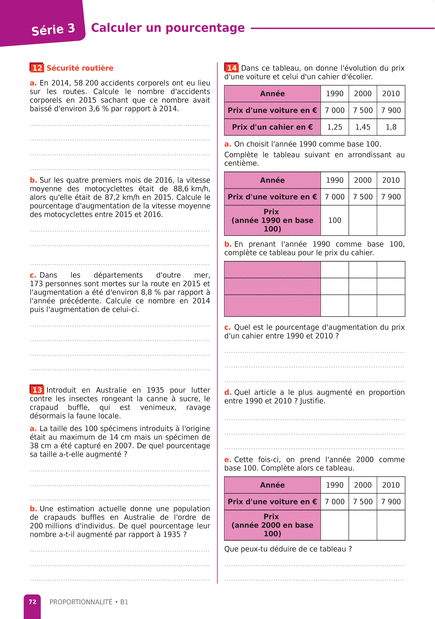 Série 3
Calculer un pourcentage
12 Sécurité routière
a. En 2014, 58 200 accidents corporels ont eu lieu
sur les routes. Calcule le nombre d'accidents
corporels en 2015 sachant que ce nombre avait
baissé d'environ 3,6 % par rapport à 2014.
b. Sur les quatre premiers mois de 2016, la vitesse
moyenne des motocyclettes était de 88,6 km/h,
alors qu'elle était de 87,2 km/h en 2015. Calcule le
pourcentage d'augmentation de la vitesse moyenne
des motocyclettes entre 2015 et 2016.
c. Dans les départements d'outre mer,
173 personnes sont mortes sur la route en 2015 et
l'augmentation a été d'environ 8,8 % par rapport à
l'année précédente. Calcule ce nombre en 2014
puis l'augmentation de celui-ci.
13 Introduit en Australie en 1935 pour lutter
contre les insectes rongeant la canne à sucre, le
crapaud buffle, qui est venimeux, ravage
désormais la faune locale.
a. La taille des 100 spécimens introduits à l'origine
était au maximum de 14 cm mais un spécimen de
38 cm a été capturé en 2007. De quel pourcentage
sa taille a-t-elle augmenté ?
b. Une estimation actuelle donne une population
de crapauds buffles en Australie de l'ordre de
200 millions d'individus. De quel pourcentage leur
nombre a-t-il augmenté par rapport à 1935 ?
14 Dans ce tableau, on donne l'évolution du prix
d'une voiture et celui d'un cahier d'écolier.
Année 1990 2000 2010
Prix d'une voiture en € 7 000 7 500 7 900
Prix d'un cahier en € 1,25 1,45 1,8
a. On choisit l'année 1990 comme base 100.
Complète le tableau suivant en arrondissant au
centième.
Année 1990 2000 2010
Prix d'une voiture en € 7 000 7 500 7 900
Prix
(année 1990 en base 100
100)
b. En prenant l'année 1990 comme base 100,
complète ce tableau pour le prix du cahier.
c. Quel est le pourcentage d'augmentation du prix
d'un cahier entre 1990 et 2010 ?
d. Quel article a le plus augmenté en proportion
entre 1990 et 2010 ? Justifie.
e. Cette fois-ci, on prend l'année 2000 comme
base 100. Complète alors ce tableau.
Année 1990 2000 2010
Prix d'une voiture en € 7 000 7 500 7 900
Prix
(année 2000 en base
100)
Que peux-tu déduire de ce tableau ?
72 PROPORTIONNALITÉ • B1